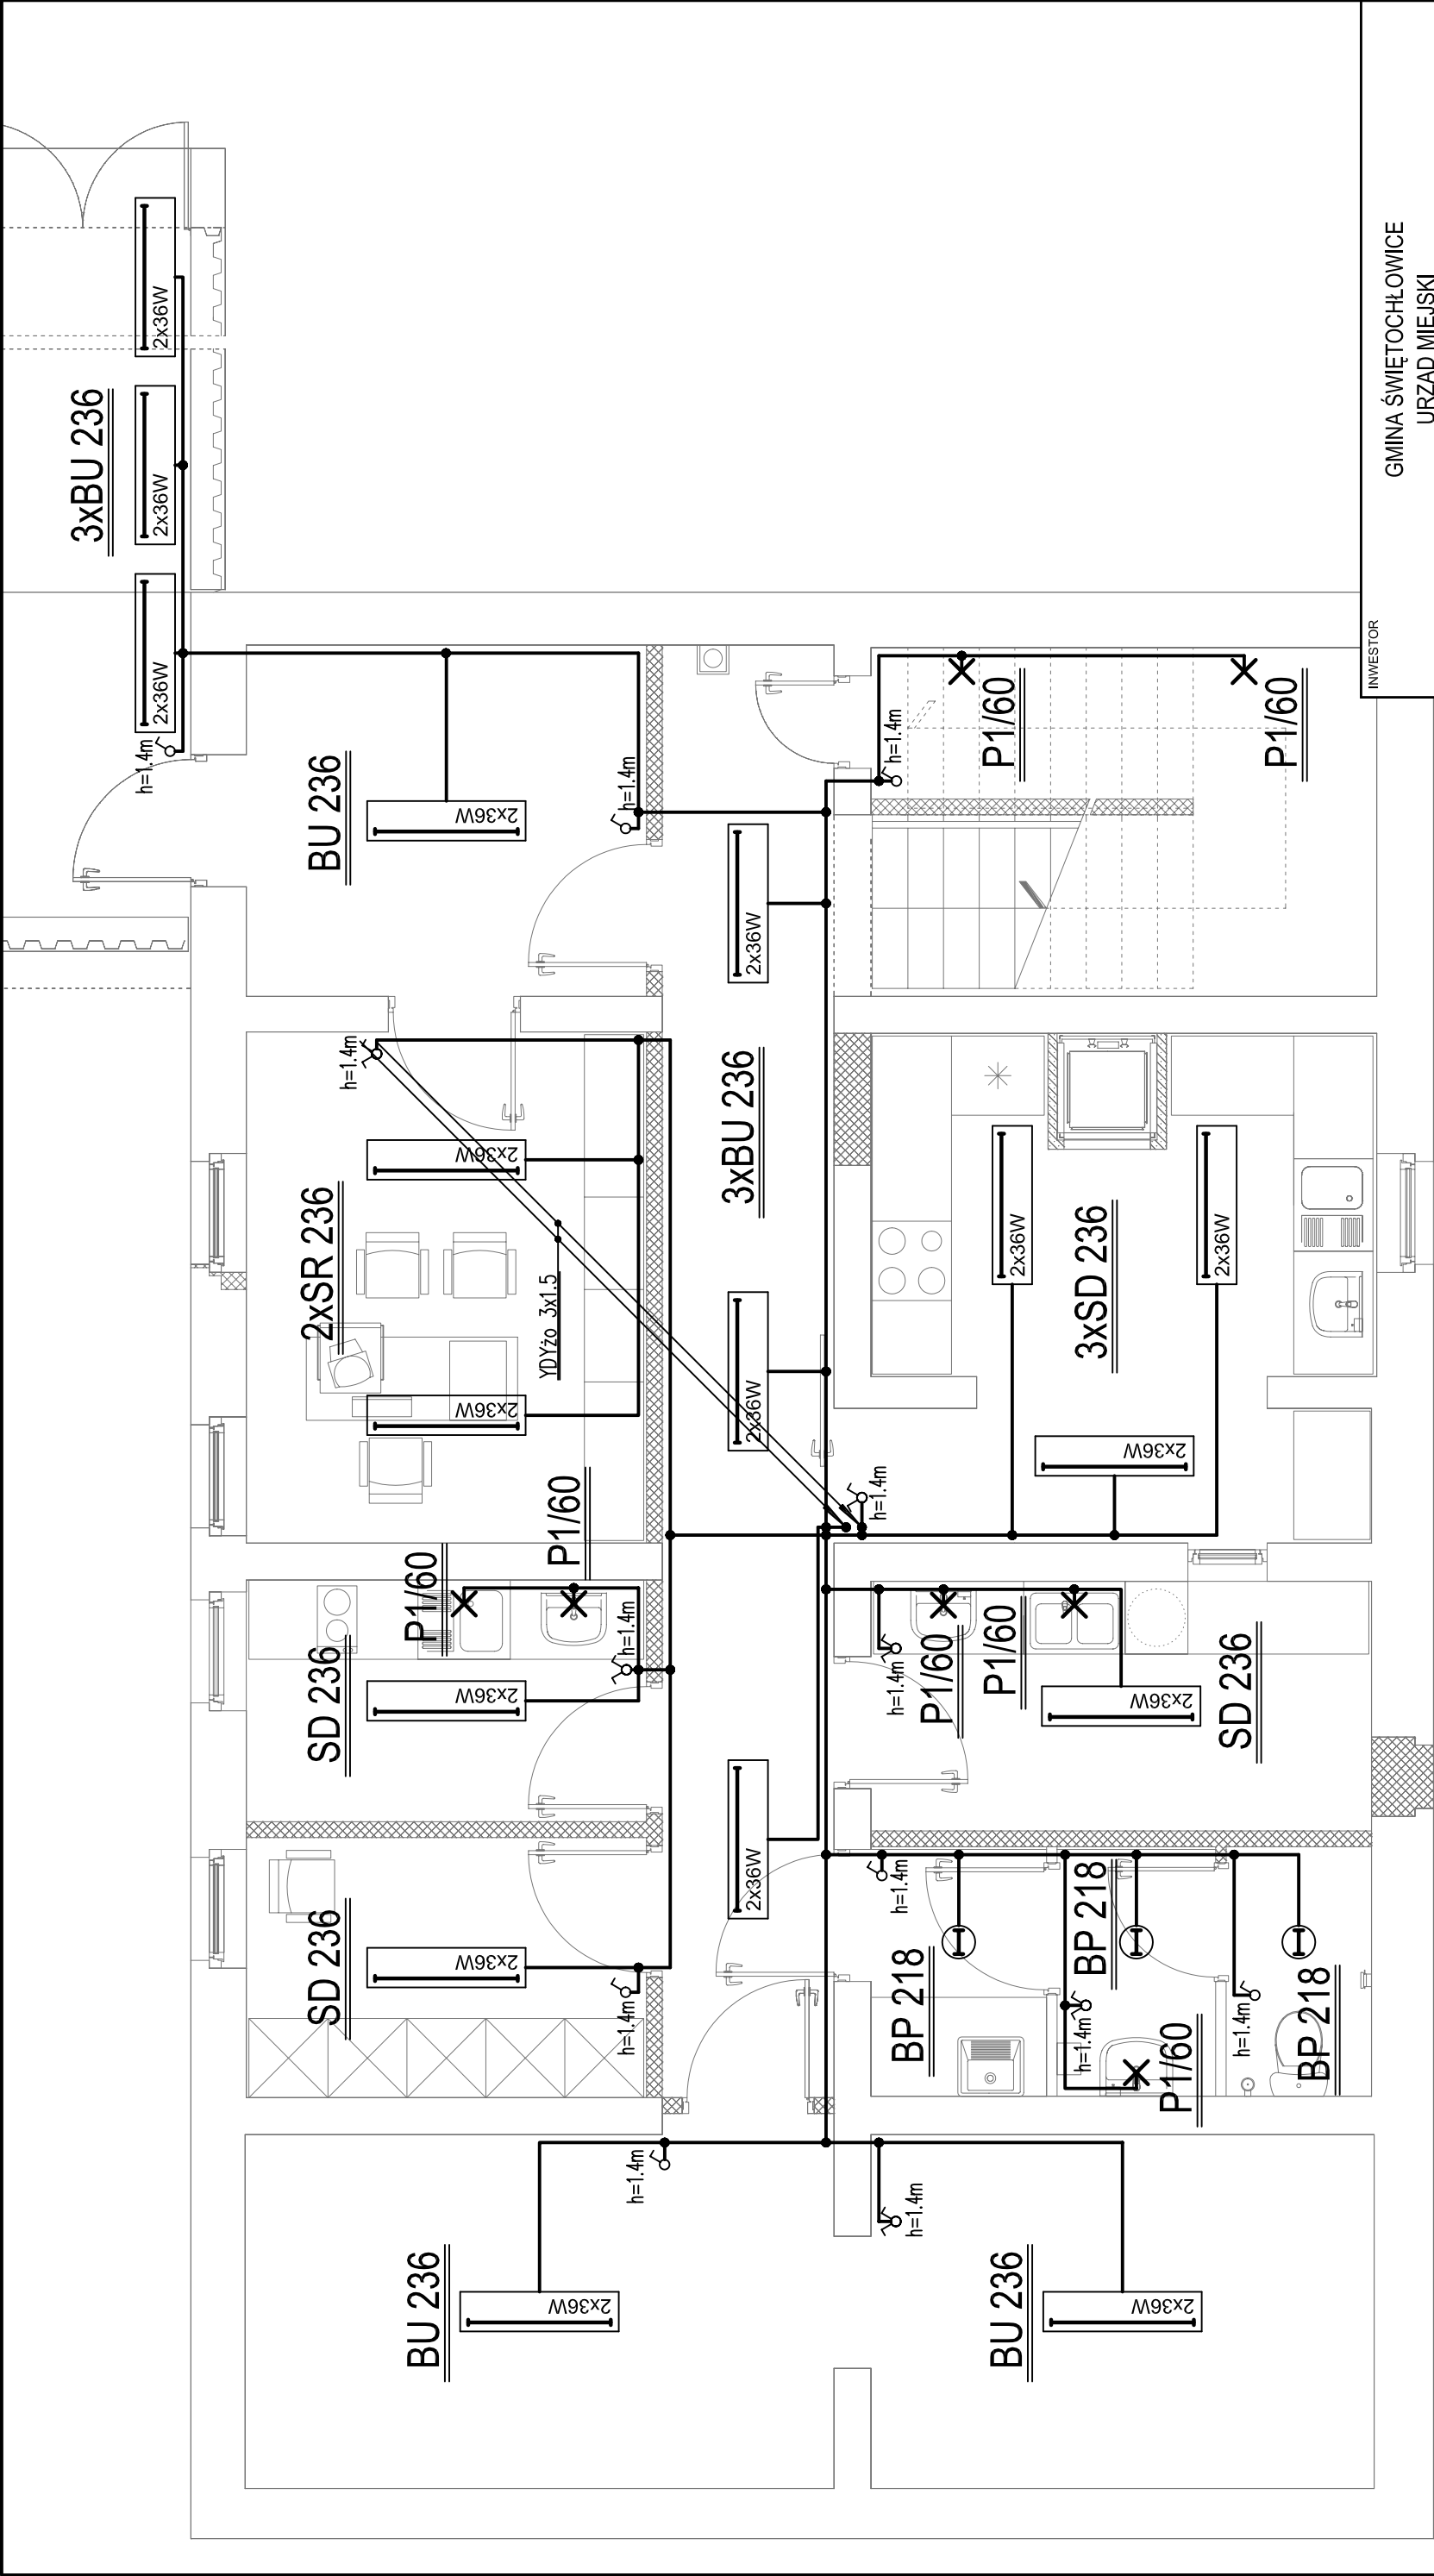 3xBU 236
2x36W
2x36W
2x36W
h=1.4m
BU 236
2x36W
h=1.4m
h=1.4m
P1/60
P1/60
2x36W
h=1.4m
2xSR 236
2x36W
2x36W
YDYżo 3x1.5
3xBU 236
2x36W
3xSD 236
2x36W
2x36W
2x36W
h=1.4m
P1/60
P1/60
SD 236
2x36W
h=1.4m
h=1.4m
P1/60
P1/60
SD 236
2x36W
SD 236
2x36W
h=1.4m
2x36W
h=1.4m
BP 218
BP 218
h=1.4m
P1/60
h=1.4m
BP 218
h=1.4m
h=1.4m
BU 236
2x36W
BU 236
2x36W
INWESTOR
GMINA ŚWIĘTOCHŁOWICE
URZĄD MIEJSKI